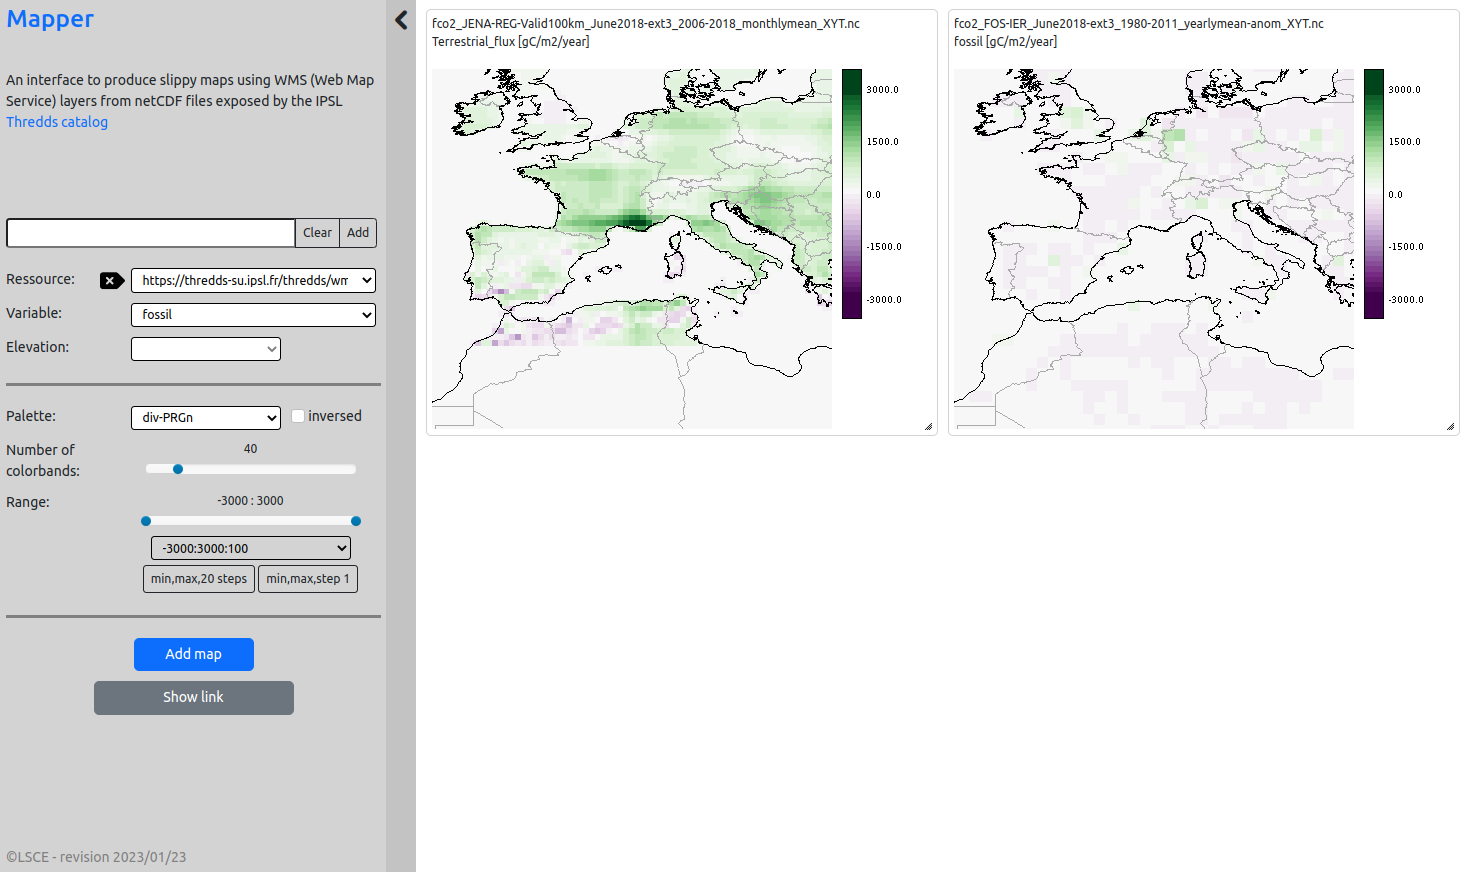 Mapper
An interface to produce slippy maps using WMS (Web Map
Service) layers from netCDF files exposed by the IPSL
Thredds catalog
Clear
Add
Ressource:
https://thredds-su.ipsl.fr/thredds/wm
Variable:
fossil
Elevation:
Palette:
div-PRGn
inversed
Number of
colorbands:
40
Range:
-3000 : 3000
-3000:3000:100
min,max,20 steps
min,max,step 1
Add map
Show link
©LSCE - revision 2023/01/23
fco2_JENA-REG-Valid100km_June2018-ext3_2006-2018_monthlymean_XYT.nc
Terrestrial_flux [gC/m2/year]
3000.0
1500.0
0.0
-1500.0
-3000.0
fco2_FOS-IER_June2018-ext3_1980-2011_yearlymean-anom_XYT.nc
fossil [gC/m2/year]
3000.0
1500.0
0.0
-1500.0
-3000.0